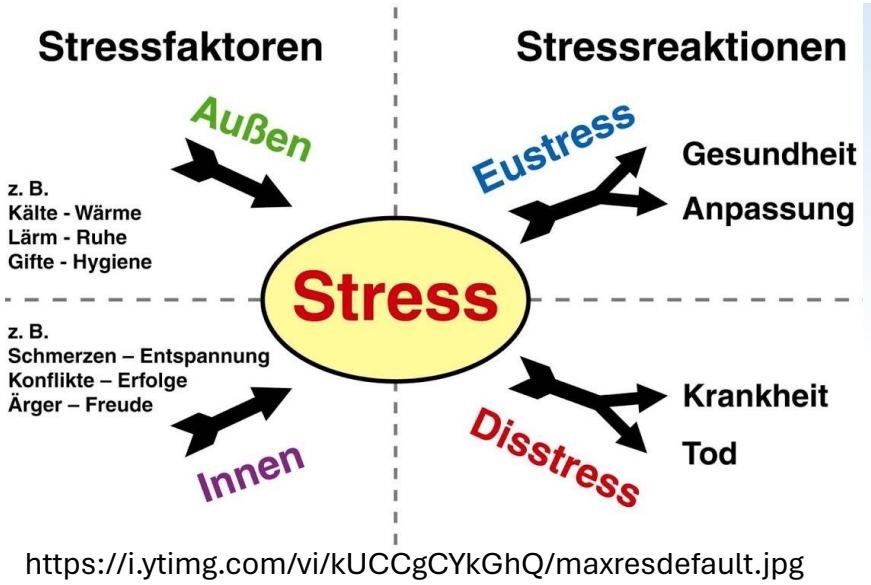 Stressfaktoren
Stressreaktionen
Außen
z. B.
Kälte - Wärme
Lärm - Ruhe
Gifte - Hygiene
Eustress
Gesundheit
Anpassung
Stress
z. B.
Schmerzen – Entspannung
Konflikte – Erfolge
Ärger – Freude
Innen
Disstress
Krankheit
Tod
https://i.ytimg.com/vi/kUCCgCYkGhQ/maxresdefault.jpg